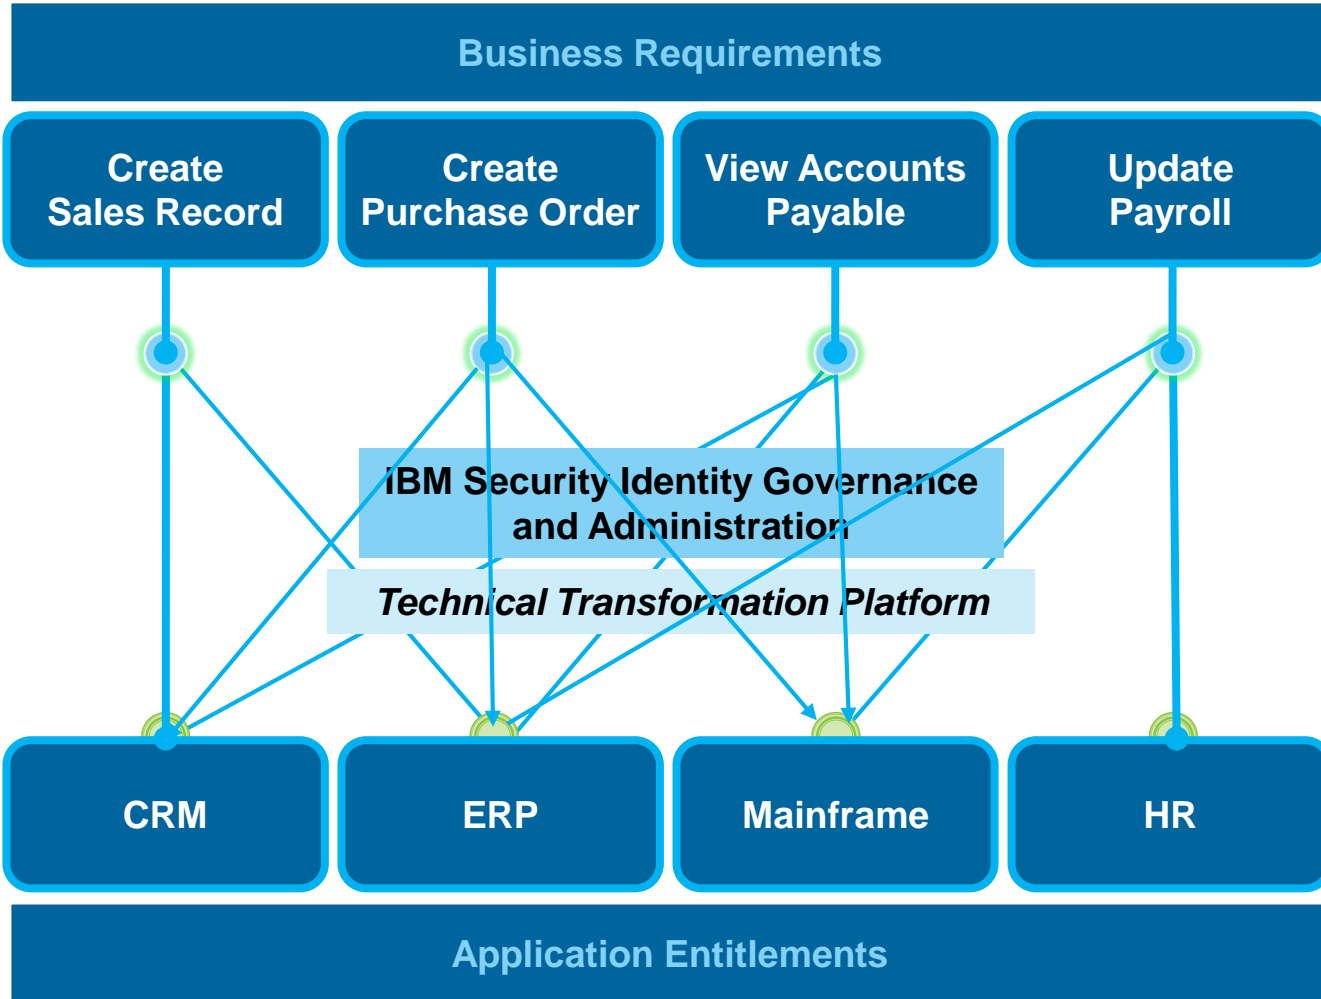 Business Requirements
Create
Sales Record
Create
Purchase Order
View Accounts
Payable
Update
Payroll
IBM Security Identity Governance
and Administration
Technical Transformation Platform
CRM
ERP
Mainframe
HR
Application Entitlements